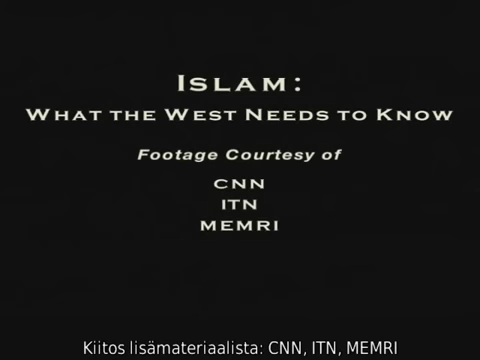 ISLAM:
WHAT THE WEST NEEDS TO KNOW
Footage Courtesy of
CNN
ITN
MEMRI
Kiitos lisämateriaalista: CNN, ITN, MEMRI